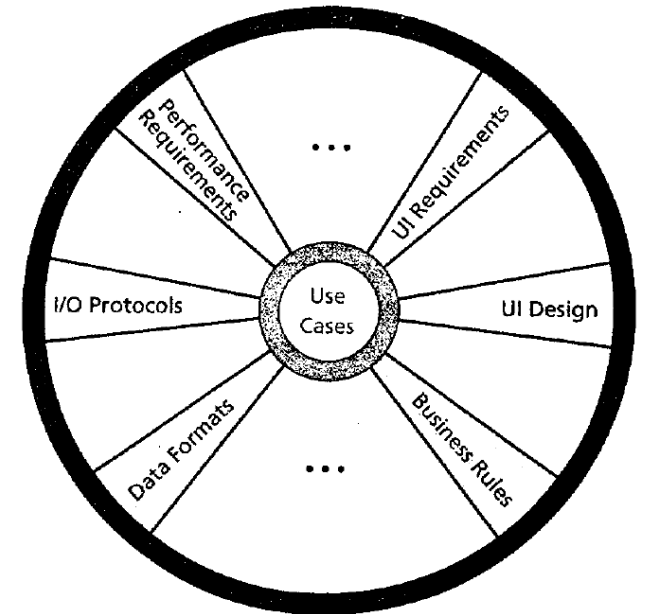 ...
Performance
Requirements
UI Requirements
I/O Protocols
Use
Cases
UI Design
Data Formats
Business Rules
...